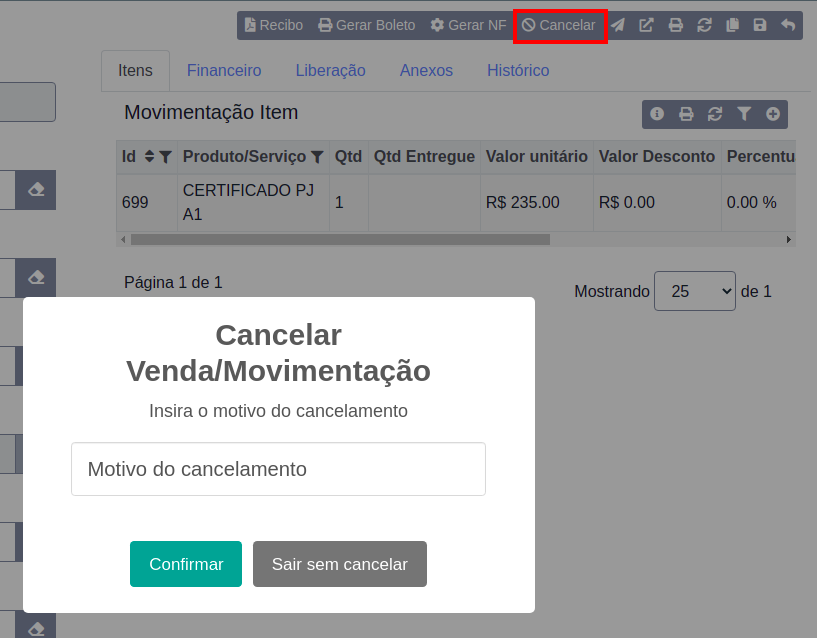 Recibo Gerar Boleto Gerar NF Cancelar
Itens Financeiro Liberação Anexos Histórico
Movimentação Item
Id Produto/Serviço Qtd Qtd Entregue Valor unitário Valor Desconto Percentu
699 CERTIFICADO PJ A1 1 R$ 235.00 R$ 0.00 0.00 %
Página 1 de 1
Mostrando 25 de 1
Cancelar
Venda/Movimentação
Insira o motivo do cancelamento
Motivo do cancelamento
Confirmar Sair sem cancelar